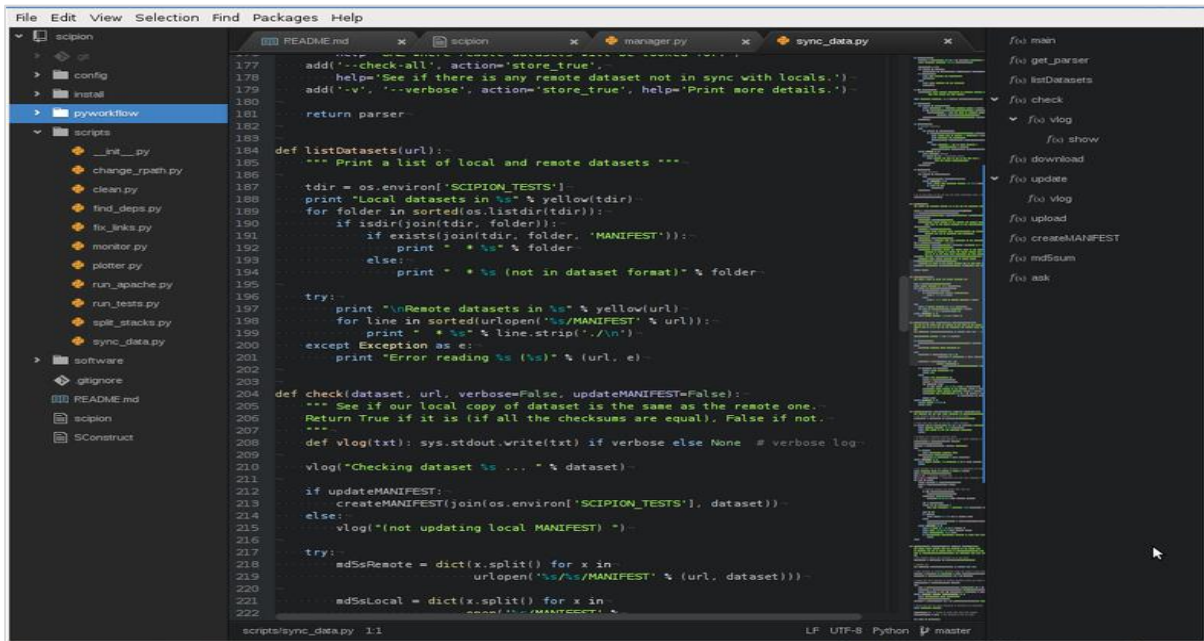 File Edit View Selection Find Packages Help
scipion
.git
config
install
pyworkflow
scripts
__init__.py
change_rpath.py
clean.py
find_deps.py
fix_links.py
monitor.py
plotter.py
run_apache.py
run_tests.py
split_stacks.py
sync_data.py
software
.gitignore
README.md
scipion
SConstruct
README.md
scipion
manager.py
sync_data.py
177 add('--check-all', action='store_true',
178 help='See if there is any remote dataset not in sync with locals.')
179 add('-v', '--verbose', action='store_true', help='Print more details.')
180
181 return parser
182
183
184 def listDatasets(url):
185 """ Print a list of local and remote datasets """
186
187 tdir = os.environ['SCIPION_TESTS']
188 print "Local datasets in %s" % yellow(tdir)
189 for folder in sorted(os.listdir(tdir)):
190 if isdir(join(tdir, folder)):
191 if exists(join(tdir, folder, 'MANIFEST')):
192 print " * %s" % folder
193 else:
194 print " * %s (not in dataset format)" % folder
195
196 try:
197 print "\nRemote datasets in %s" % yellow(url)
198 for line in sorted(urlopen('%s/MANIFEST' % url)):
199 print " * %s" % line.strip('./\n')
200 except Exception as e:
201 print "Error reading %s (%s)" % (url, e)
202
203
204 def check(dataset, url, verbose=False, updateMANIFEST=False):
205 """ See if our local copy of dataset is the same as the remote one.
206 Return True if it is (if all the checksums are equal), False if not.
207 """
208 def vlog(txt): sys.stdout.write(txt) if verbose else None # verbose log
209
210 vlog("Checking dataset %s ... " % dataset)
211
212 if updateMANIFEST:
213 createMANIFEST(join(os.environ['SCIPION_TESTS'], dataset))
214 else:
215 vlog("(not updating local MANIFEST) ")
216
217 try:
218 md5sRemote = dict(x.split() for x in
219 urlopen('%s/%s/MANIFEST' % (url, dataset)))
220
221 md5sLocal = dict(x.split() for x in
222 open('%s/MANIFEST' %
f(x) main
f(x) get_parser
f(x) listDatasets
f(x) check
f(x) vlog
f(x) show
f(x) download
f(x) update
f(x) vlog
f(x) upload
f(x) createMANIFEST
f(x) md5sum
f(x) ask
scripts/sync_data.py 1:1
LF UTF-8 Python master